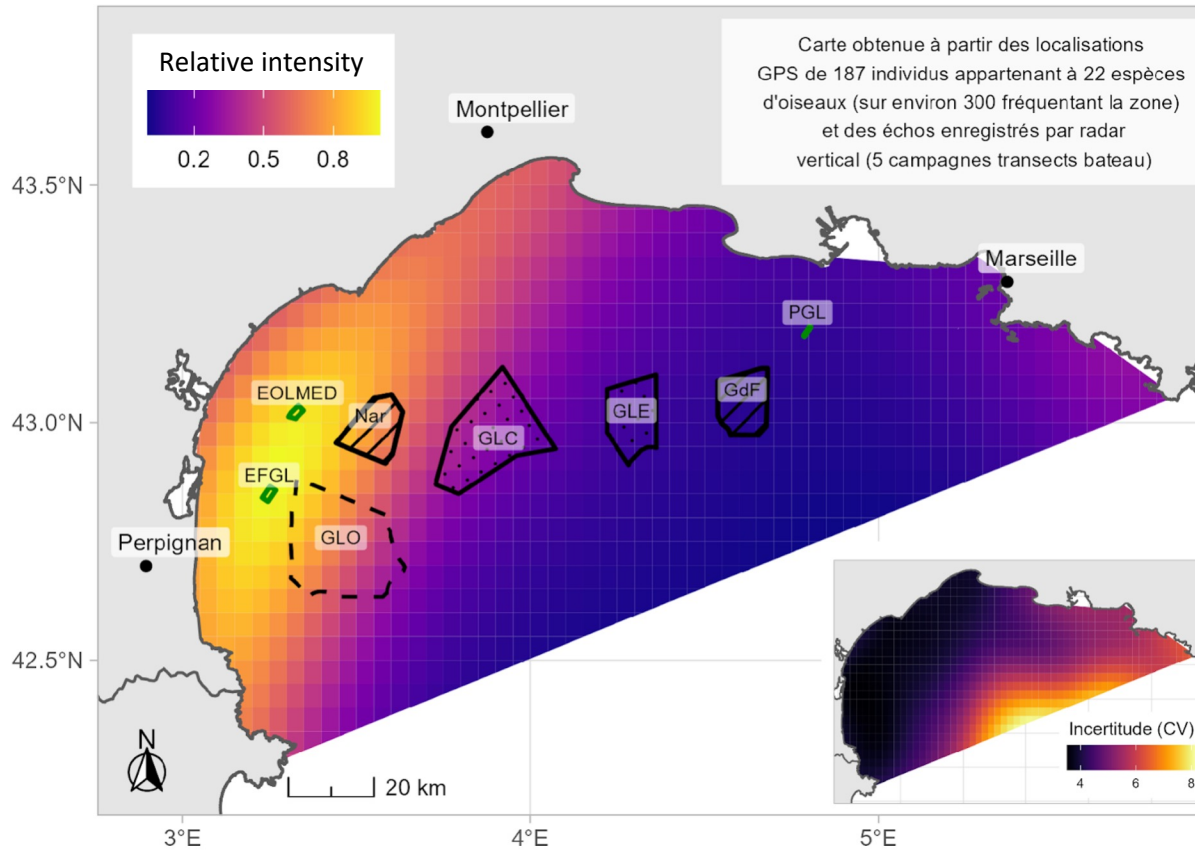 Relative intensity
0.2 0.5 0.8
Carte obtenue à partir des localisations
GPS de 187 individus appartenant à 22 espèces
d'oiseaux (sur environ 300 fréquentant la zone)
et des échos enregistrés par radar
vertical (5 campagnes transects bateau)
Montpellier
43.5°N
Marseille
PGL
EOLMED
Nar
GLC
GLE
GdF
43.0°N
EFGL
GLO
Perpignan
42.5°N
Incertitude (CV)
4 6 8
N
20 km
3°E 4°E 5°E